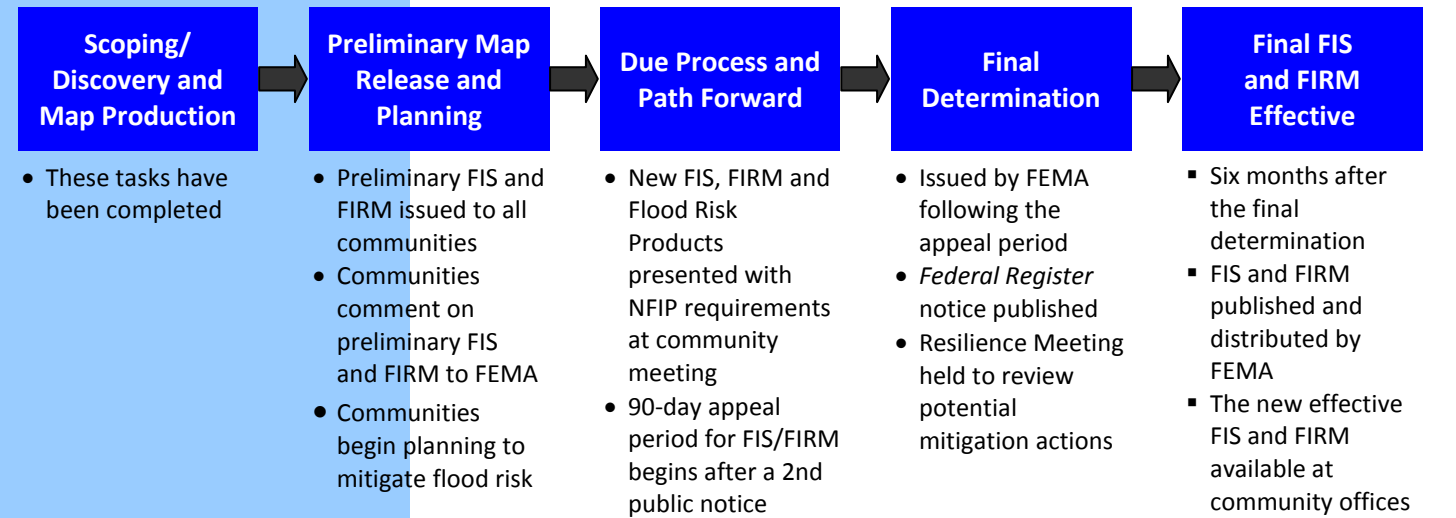 Scoping/
Discovery and
Map Production
Preliminary Map
Release and
Planning
Due Process and
Path Forward
Final
Determination
Final FIS
and FIRM
Effective
• These tasks have
been completed
• Preliminary FIS and
FIRM issued to all
communities
• Communities
comment on
preliminary FIS
and FIRM to FEMA
• Communities
begin planning to
mitigate flood risk
• New FIS, FIRM and
Flood Risk
Products
presented with
NFIP requirements
at community
meeting
• 90-day appeal
period for FIS/FIRM
begins after a 2nd
public notice
• Issued by FEMA
following the
appeal period
• Federal Register
notice published
• Resilience Meeting
held to review
potential
mitigation actions
▪ Six months after
the final
determination
▪ FIS and FIRM
published and
distributed by
FEMA
▪ The new effective
FIS and FIRM
available at
community offices